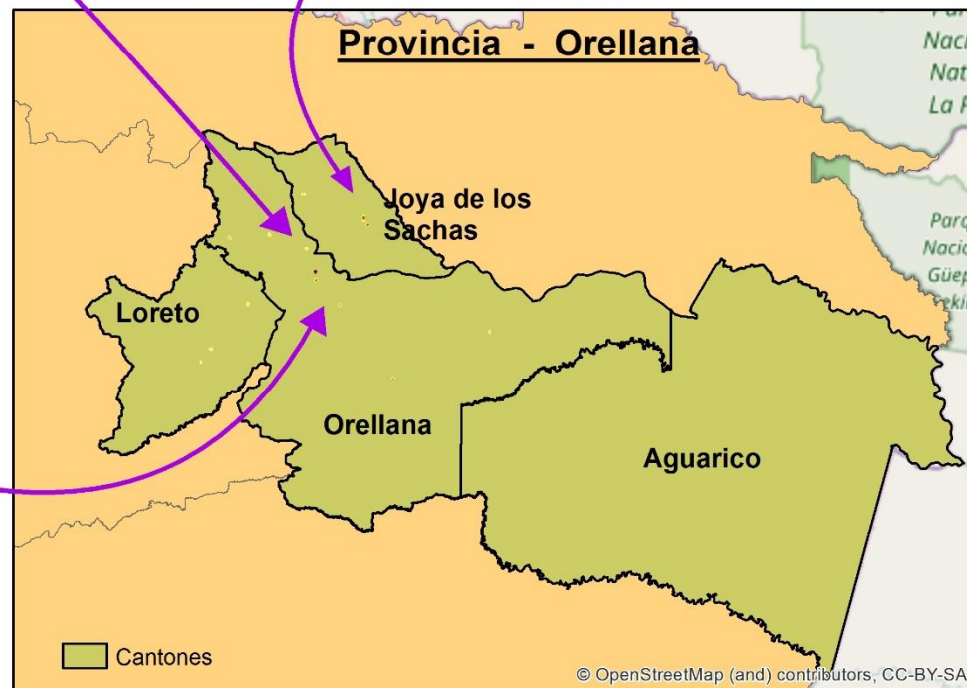 Provincia - Orellana
Joya de los
Sachas
Loreto
Orellana
Aguarico
Cantones
© OpenStreetMap (and) contributors, CC-BY-SA